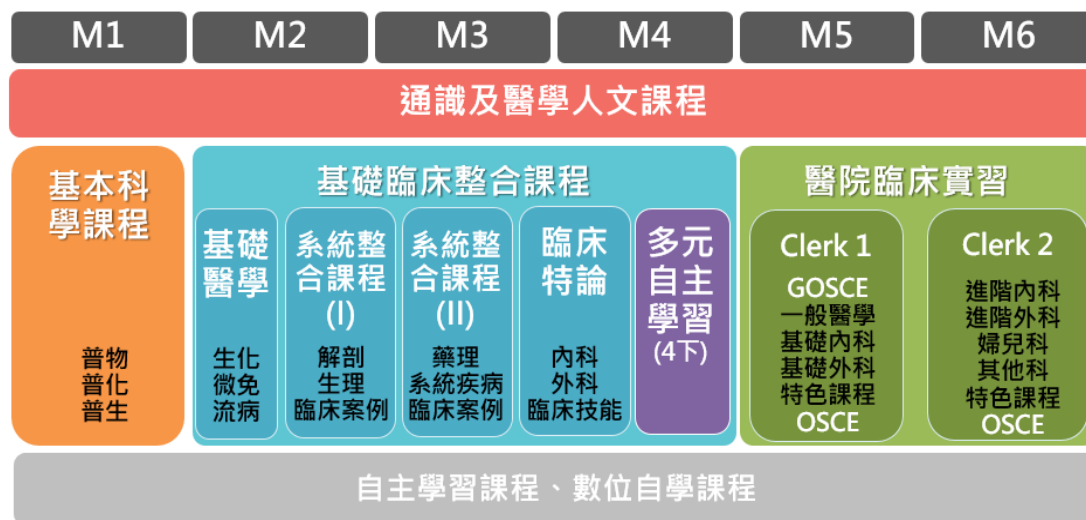 M1
M2
M3
M4
M5
M6
通識及醫學人文課程
基本科
學課程
普物
普化
普生
基礎臨床整合課程
基礎
醫學
生化
微免
流病
系統整
合課程
(I)
解剖
生理
臨床案例
系統整
合課程
(II)
藥理
系統疾病
臨床案例
臨床
特論
內科
外科
臨床技能
多元
自主
學習
(4下)
醫院臨床實習
Clerk 1
GOSCE
一般醫學
基礎內科
基礎外科
特色課程
OSCE
Clerk 2
進階內科
進階外科
婦兒科
其他科
特色課程
OSCE
自主學習課程、數位自學課程